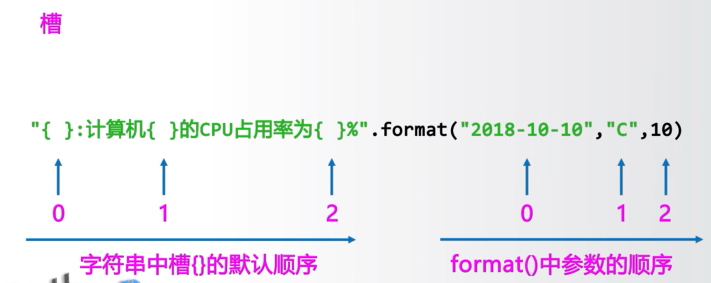 槽
"{ }:计算机{ }的CPU占用率为{ }%".format("2018-10-10","C",10)
0 1 2 0 1 2
字符串中槽{}的默认顺序 format()中参数的顺序